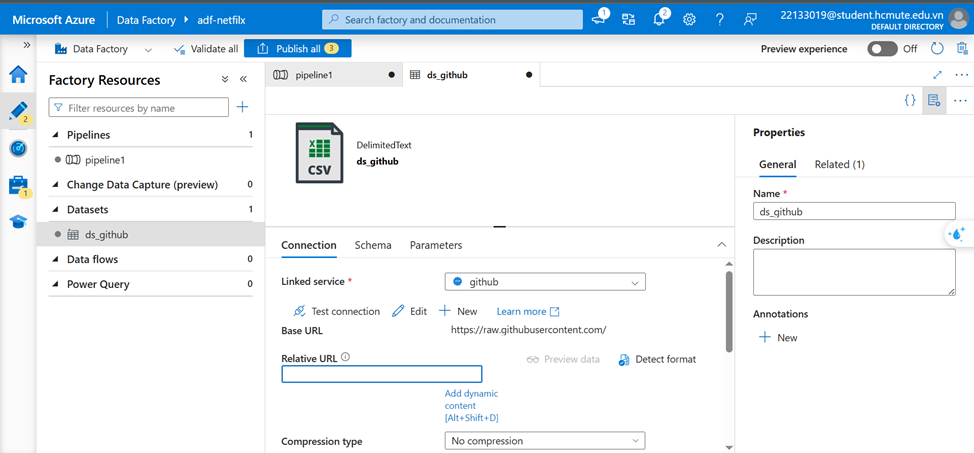 Microsoft Azure
Data Factory
adf-netfilx
Search factory and documentation
1
2
22133019@student.hcmute.edu.vn
DEFAULT DIRECTORY
Data Factory
Validate all
Publish all 3
Preview experience
Off
2
1
Factory Resources
Filter resources by name
Pipelines 1
pipeline1
Change Data Capture (preview) 0
Datasets 1
ds_github
Data flows 0
Power Query 0
pipeline1
ds_github
CSV
DelimitedText
ds_github
Connection Schema Parameters
Linked service *
github
Test connection Edit New Learn more
Base URL
https://raw.githubusercontent.com/
Relative URL
Preview data Detect format
Add dynamic
content
[Alt+Shift+D]
Compression type
No compression
Properties
General Related (1)
Name *
ds_github
Description
Annotations
New